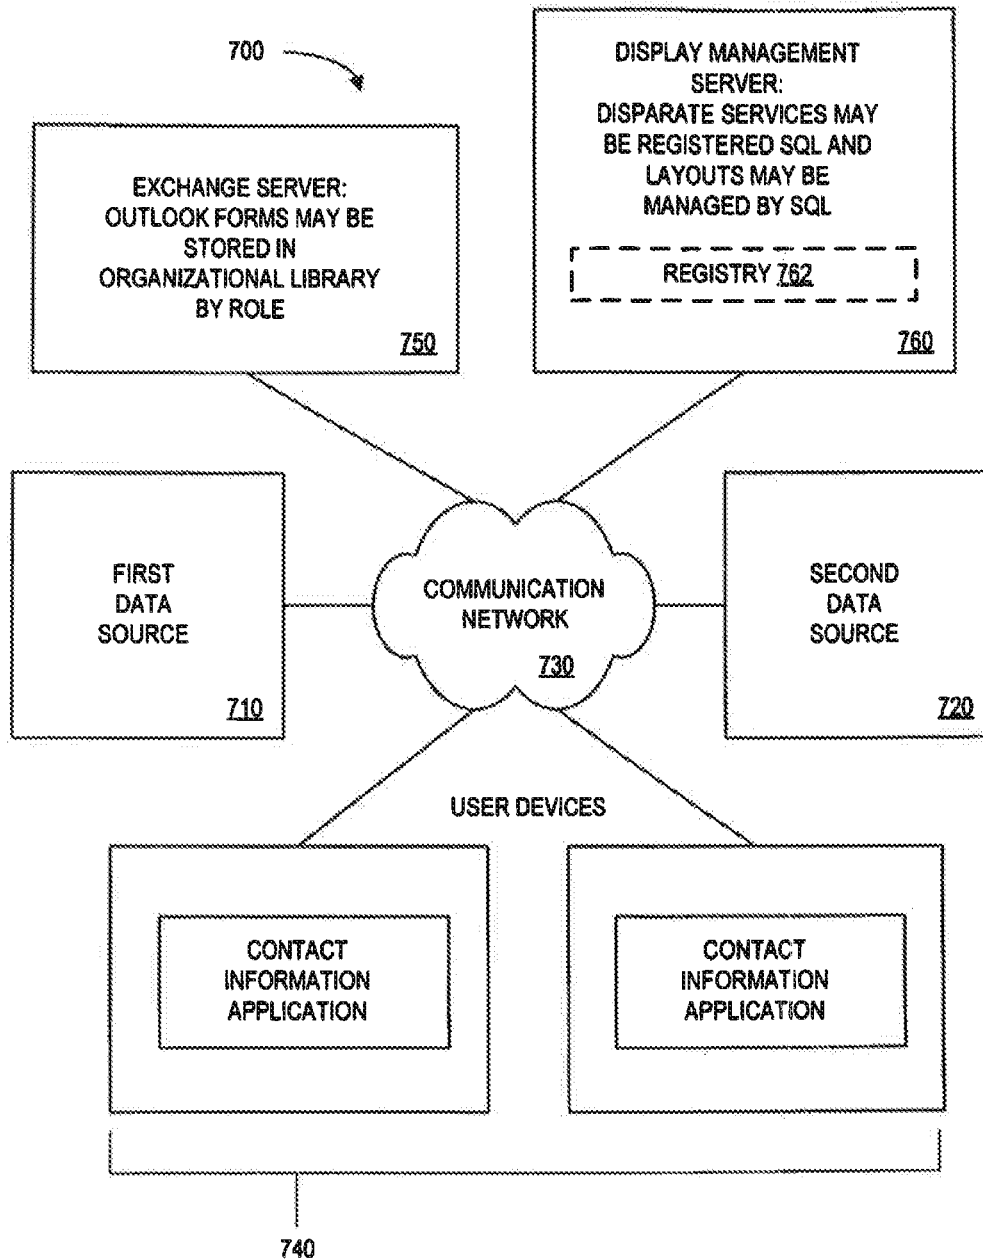 700
DISPLAY MANAGEMENT
SERVER:
DISPARATE SERVICES MAY
BE REGISTERED SQL AND
LAYOUTS MAY BE
MANAGED BY SQL
REGISTRY 762
760
EXCHANGE SERVER:
OUTLOOK FORMS MAY BE
STORED IN
ORGANIZATIONAL LIBRARY
BY ROLE
750
FIRST
DATA
SOURCE
710
COMMUNICATION
NETWORK
730
SECOND
DATA
SOURCE
720
USER DEVICES
CONTACT
INFORMATION
APPLICATION
CONTACT
INFORMATION
APPLICATION
740